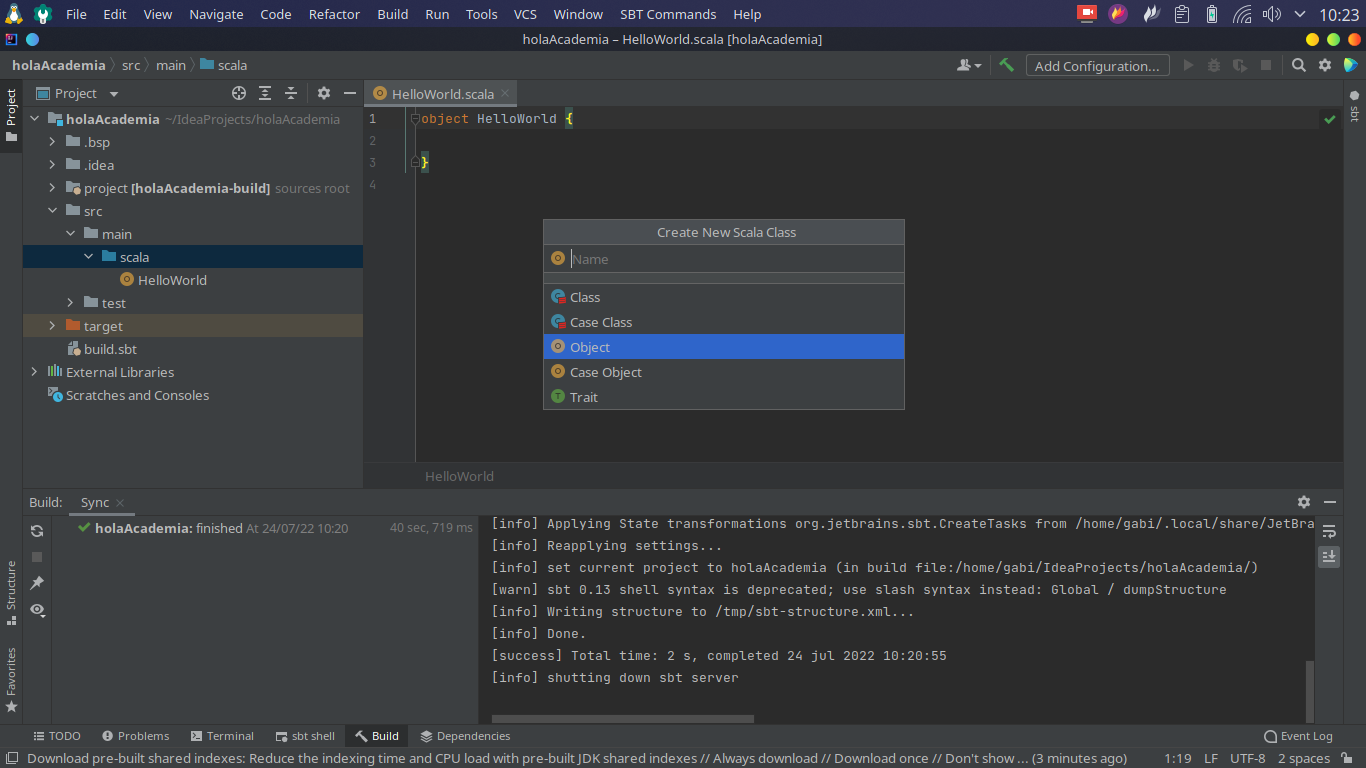 File Edit View Navigate Code Refactor Build Run Tools VCS Window SBT Commands Help 10:23
holaAcademia – HelloWorld.scala [holaAcademia]
holaAcademia src main scala Add Configuration...
Project
Project
HelloWorld.scala
sbt
holaAcademia ~/IdeaProjects/holaAcademia
.bsp
.idea
project [holaAcademia-build] sources root
src
main
scala
HelloWorld
test
target
build.sbt
External Libraries
Scratches and Consoles
1 object HelloWorld {
2
3 }
4
Create New Scala Class
Name
Class
Case Class
Object
Case Object
Trait
HelloWorld
Build: Sync
holaAcademia: finished At 24/07/22 10:20 40 sec, 719 ms
[info] Applying State transformations org.jetbrains.sbt.CreateTasks from /home/gabi/.local/share/JetBra
[info] Reapplying settings...
[info] set current project to holaAcademia (in build file:/home/gabi/IdeaProjects/holaAcademia/)
[warn] sbt 0.13 shell syntax is deprecated; use slash syntax instead: Global / dumpStructure
[info] Writing structure to /tmp/sbt-structure.xml...
[info] Done.
[success] Total time: 2 s, completed 24 jul 2022 10:20:55
[info] shutting down sbt server
Structure
Favorites
TODO Problems Terminal sbt shell Build Dependencies Event Log
Download pre-built shared indexes: Reduce the indexing time and CPU load with pre-built JDK shared indexes // Always download // Download once // Don't show ... (3 minutes ago) 1:19 LF UTF-8 2 spaces